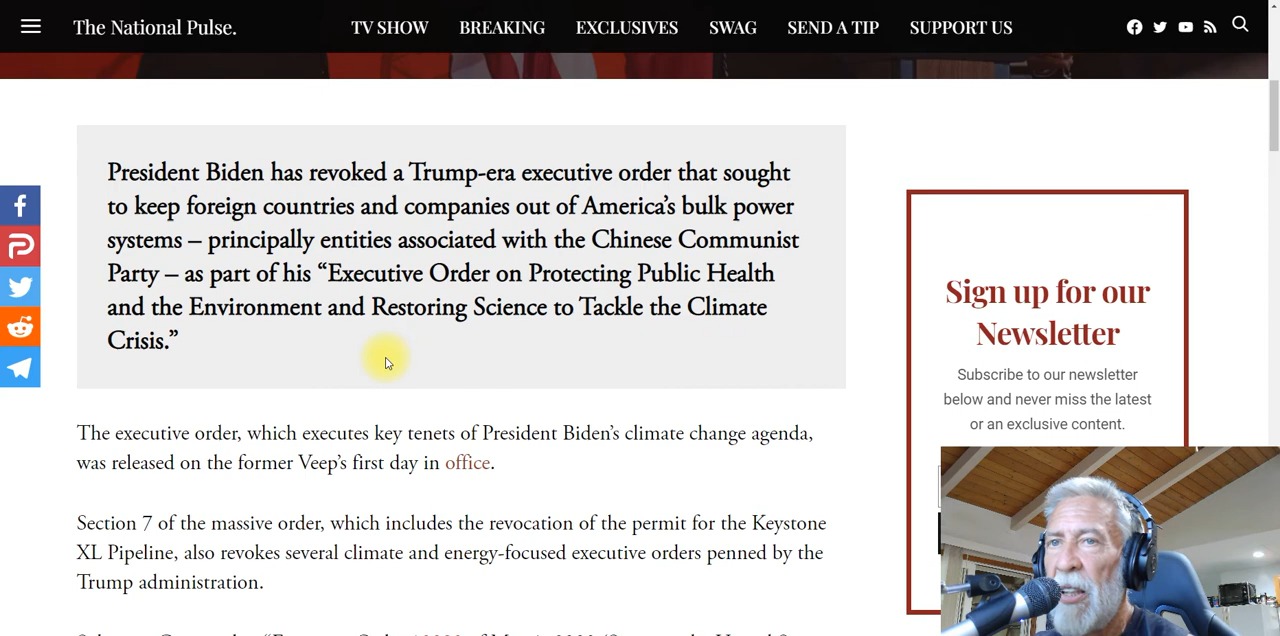 The National Pulse.
TV SHOW BREAKING EXCLUSIVES SWAG SEND A TIP SUPPORT US
President Biden has revoked a Trump-era executive order that sought
to keep foreign countries and companies out of America’s bulk power
systems – principally entities associated with the Chinese Communist
Party – as part of his “Executive Order on Protecting Public Health
and the Environment and Restoring Science to Tackle the Climate
Crisis.”
The executive order, which executes key tenets of President Biden’s climate change agenda,
was released on the former Veep’s first day in office.
Section 7 of the massive order, which includes the revocation of the permit for the Keystone
XL Pipeline, also revokes several climate and energy-focused executive orders penned by the
Trump administration.
Sign up for our
Newsletter
Subscribe to our newsletter
below and never miss the latest
or an exclusive content.